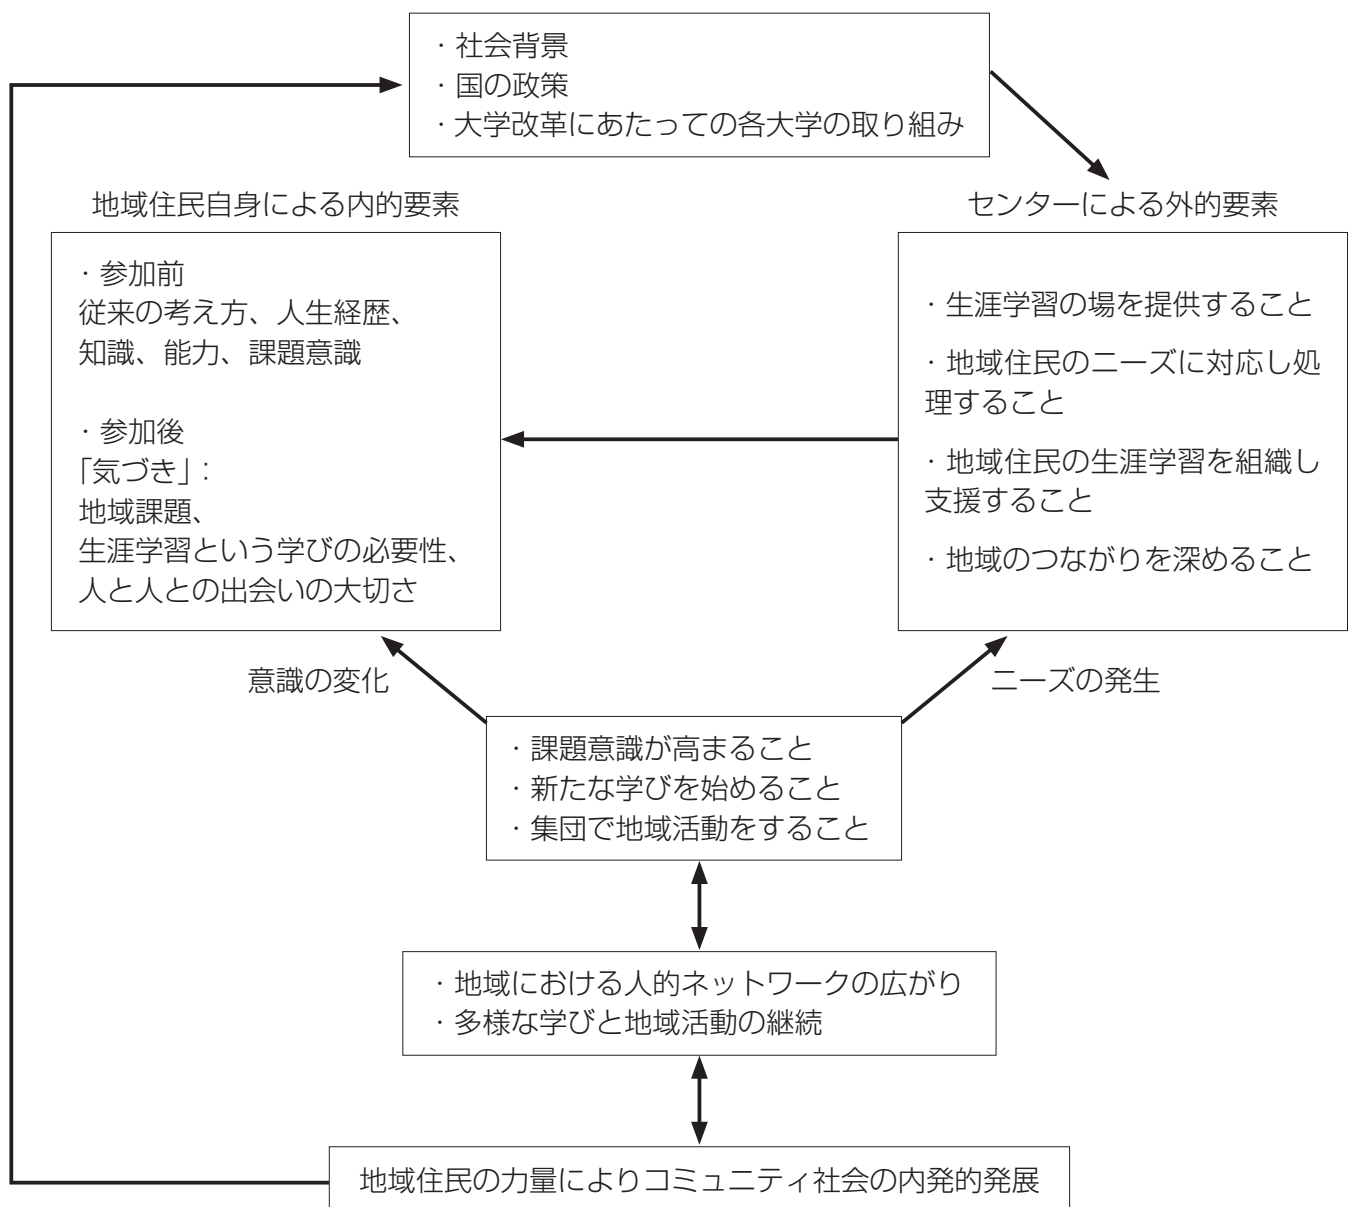 ・社会背景
・国の政策
・大学改革にあたっての各大学の取り組み
地域住民自身による内的要素
センターによる外的要素
・参加前
従来の考え方、人生経歴、
知識、能力、課題意識
・参加後
「気づき」:
地域課題、
生涯学習という学びの必要性、
人と人との出会いの大切さ
・生涯学習の場を提供すること
・地域住民のニーズに対応し処
理すること
・地域住民の生涯学習を組織し
支援すること
・地域のつながりを深めること
意識の変化
ニーズの発生
・課題意識が高まること
・新たな学びを始めること
・集団で地域活動をすること
・地域における人的ネットワークの広がり
・多様な学びと地域活動の継続
地域住民の力量によりコミュニティ社会の内発的発展